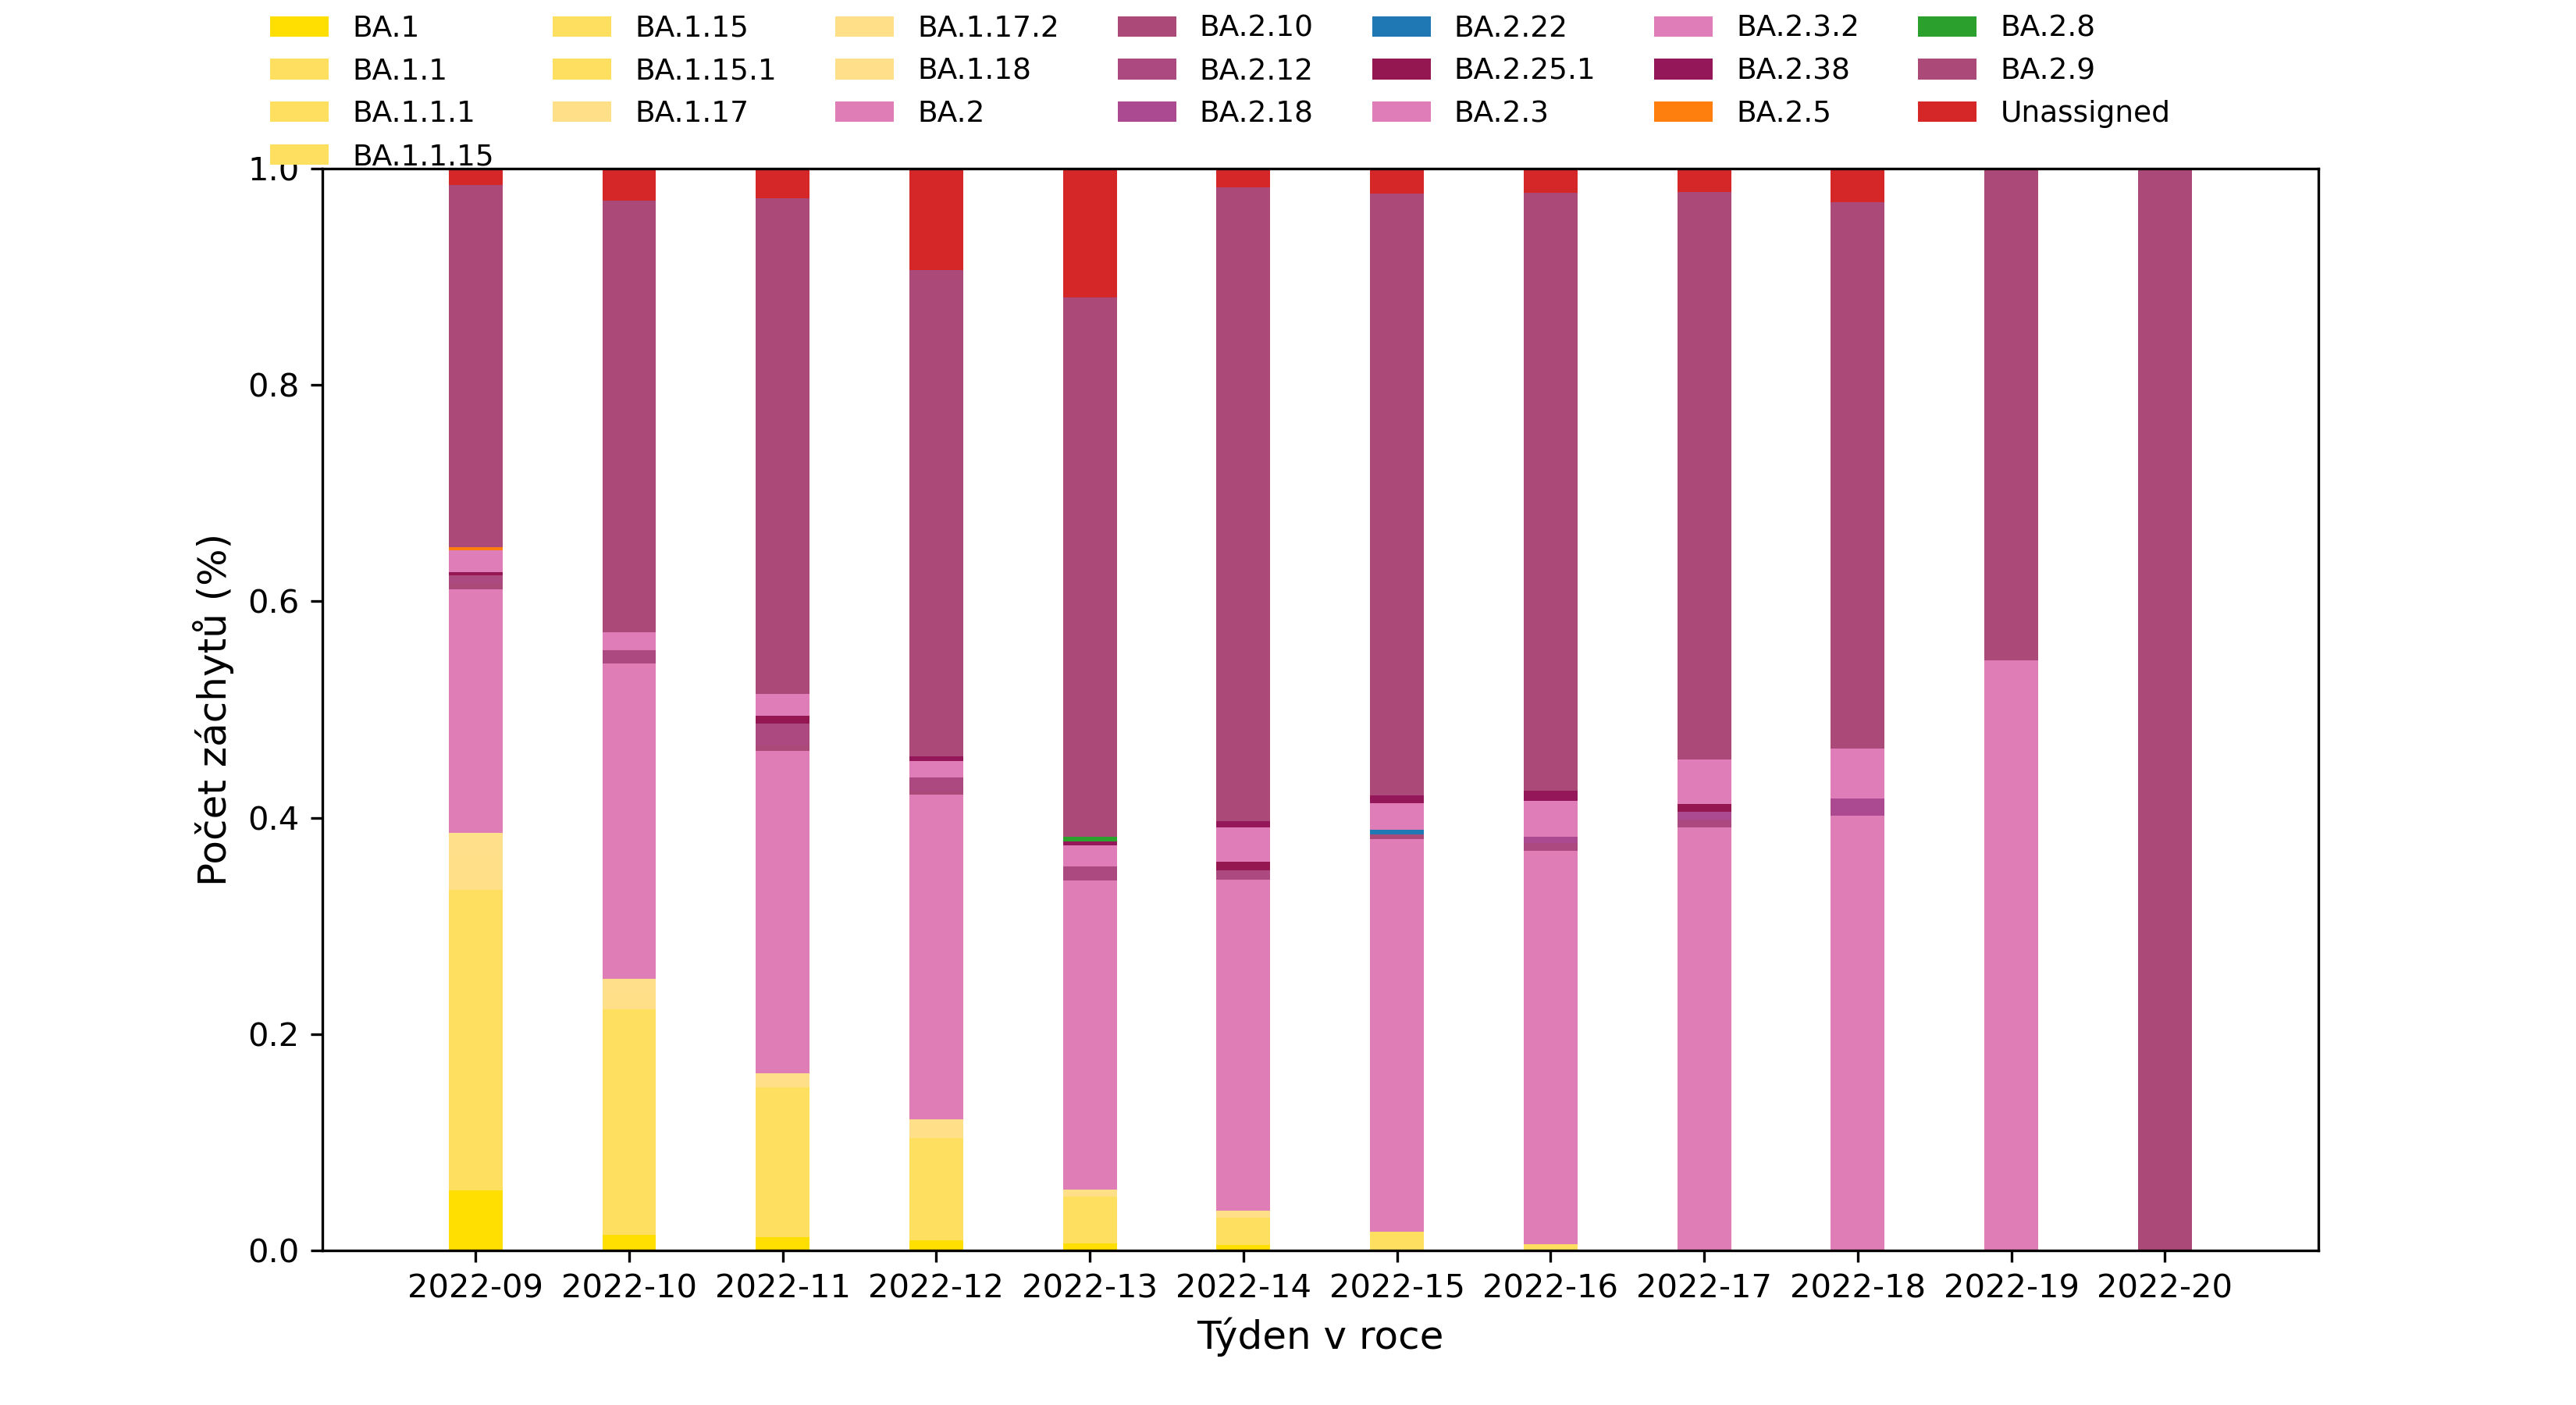 BA.1 BA.1.15 BA.1.17.2 BA.2.10 BA.2.22 BA.2.3.2 BA.2.8
BA.1.1 BA.1.15.1 BA.1.18 BA.2.12 BA.2.25.1 BA.2.38 BA.2.9
BA.1.1.1 BA.1.17 BA.2 BA.2.18 BA.2.3 BA.2.5 Unassigned
BA.1.1.15
1.0
0.8
0.6
0.4
0.2
0.0
Počet záchytů (%)
2022-09 2022-10 2022-11 2022-12 2022-13 2022-14 2022-15 2022-16 2022-17 2022-18 2022-19 2022-20
Týden v roce